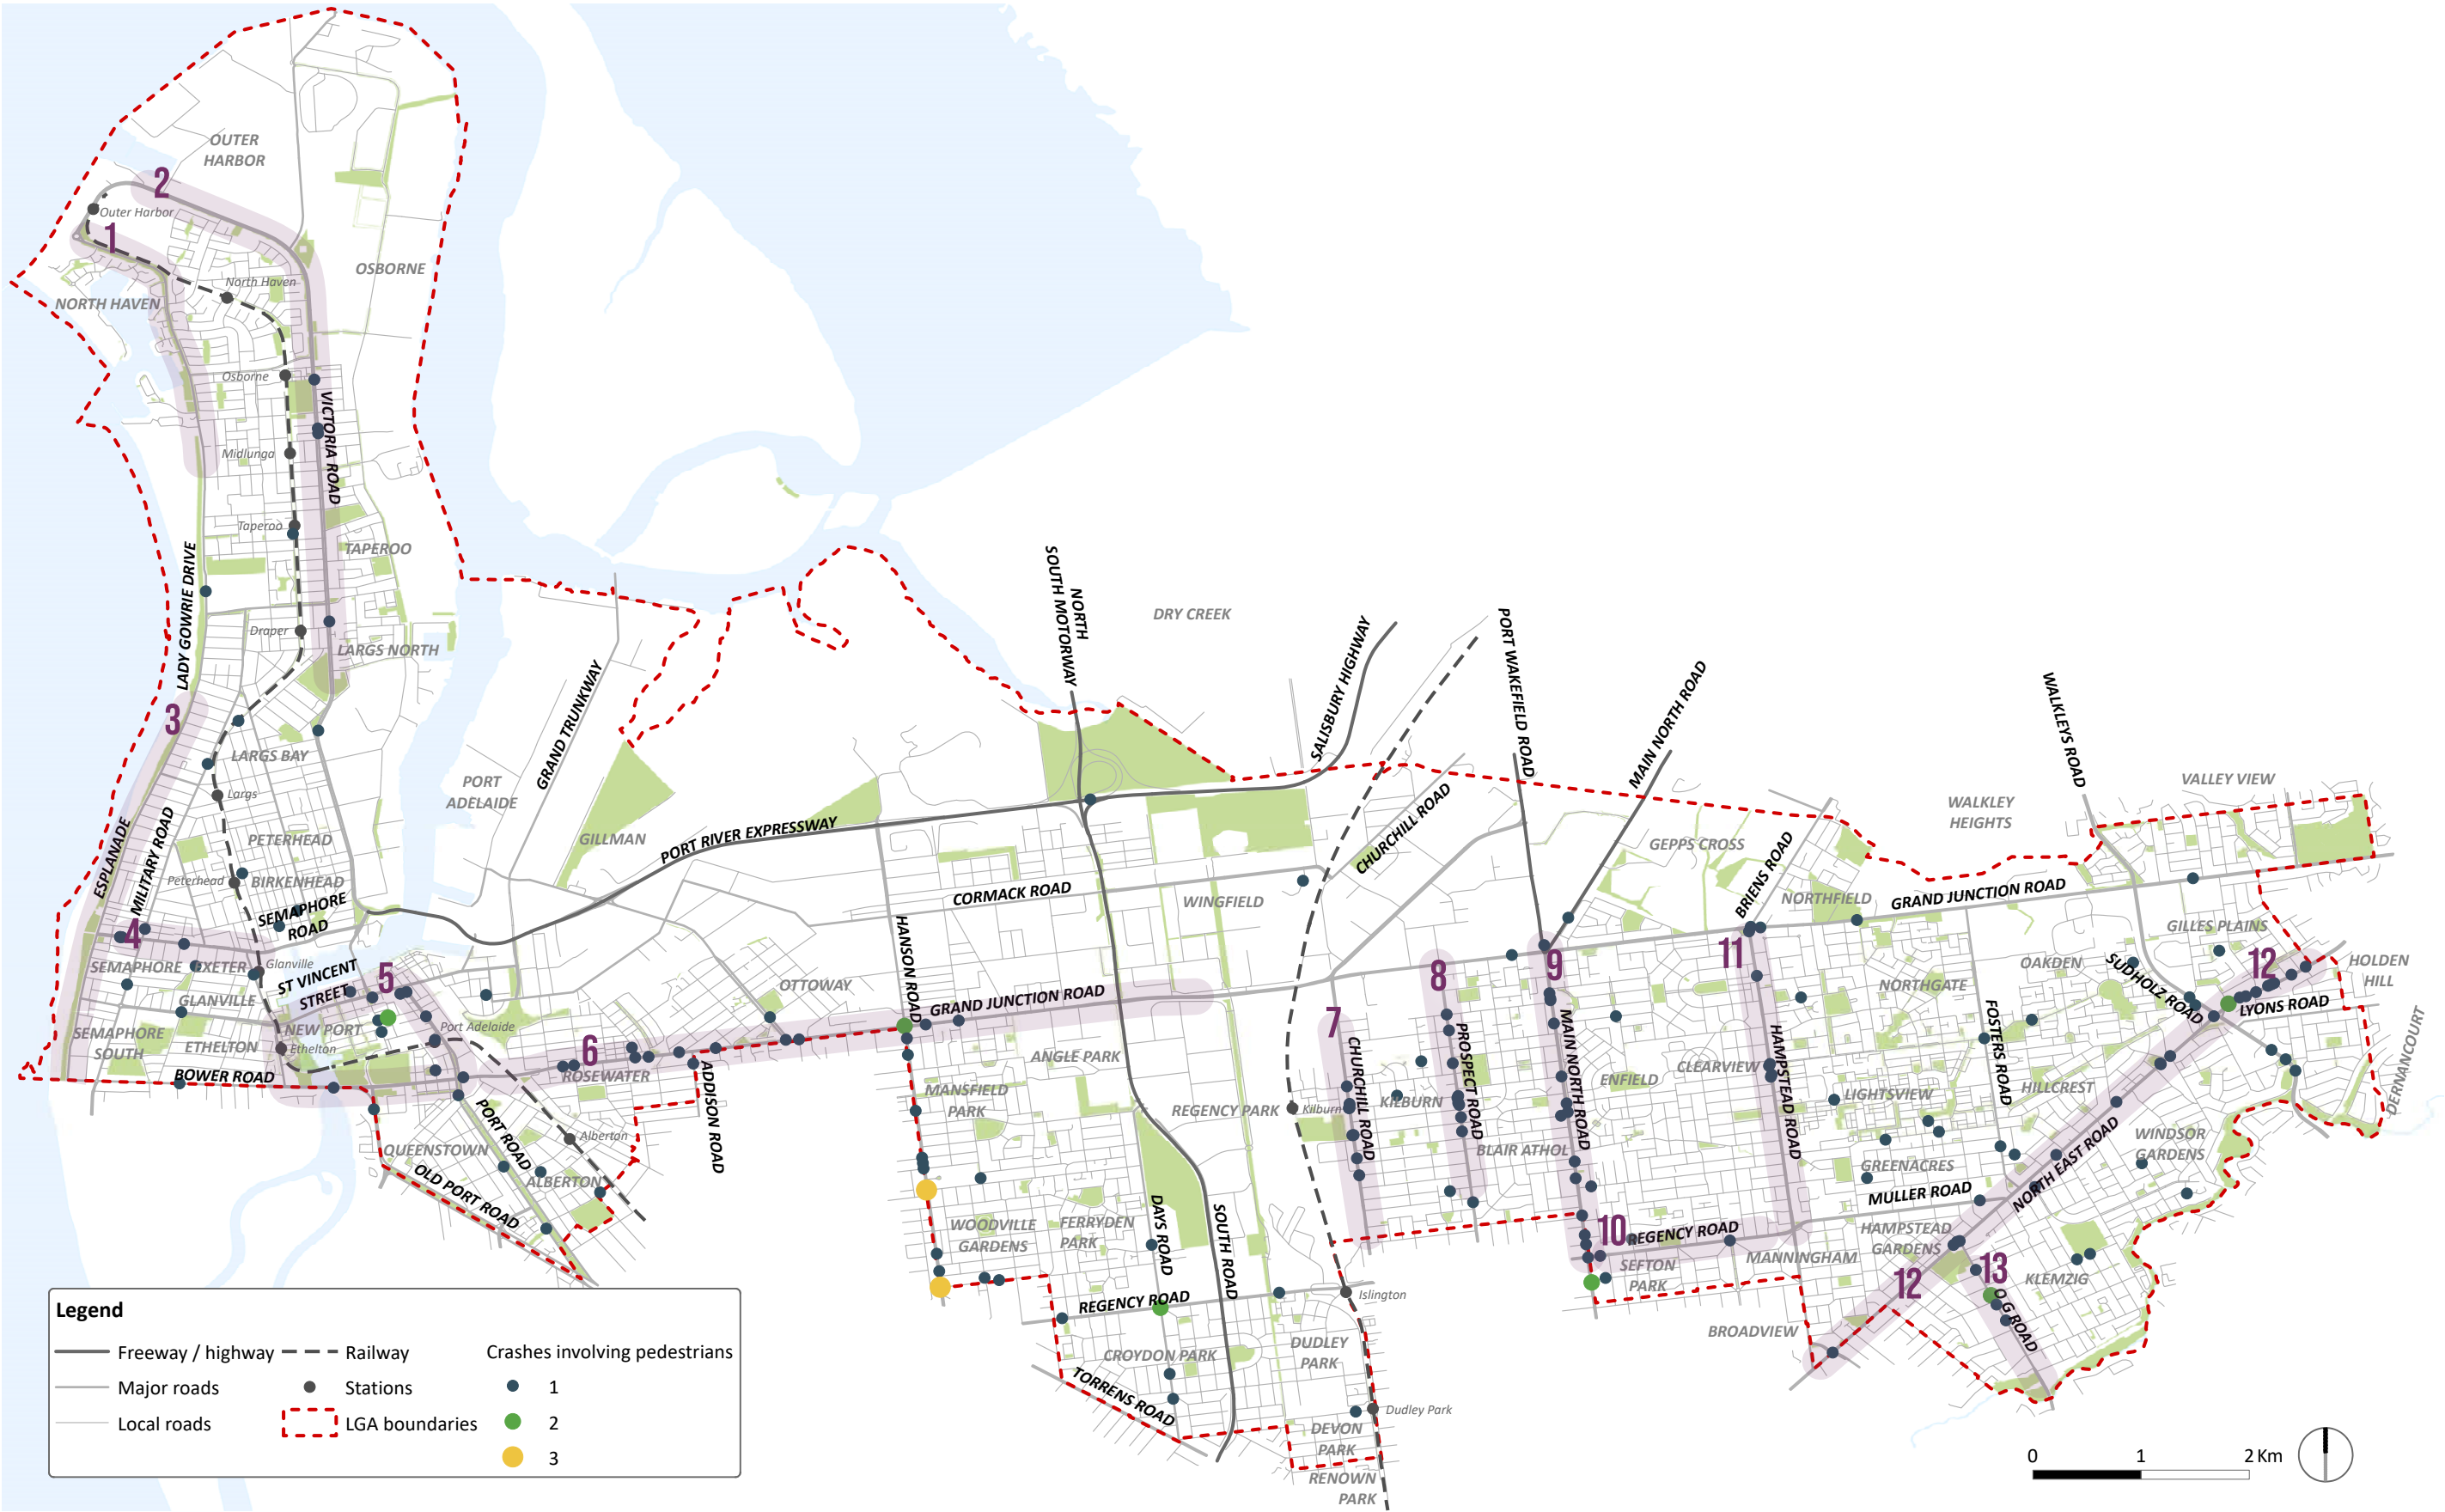 OUTER
HARBOR
2
Outer Harbor
1
OSBORNE
North Haven
NORTH HAVEN
Osborne
VICTORIA ROAD
Midlunga
Taperoo
TAPEROO
LADY GOWRIE DRIVE
Draper
LARGS NORTH
3
LARGS BAY
Largs
ESPLANADE
MILITARY ROAD
PETERHEAD
Peterhead
BIRKENHEAD
SEMAPHORE
ROAD
4
SEMAPHORE
EXETER
Glanville
ST VINCENT
STREET
5
GLANVILLE
NEW PORT
Port Adelaide
SEMAPHORE
SOUTH
ETHELTON
Ethelton
BOWER ROAD
PORT
ADELAIDE
GRAND TRUNKWAY
GILLMAN
PORT RIVER EXPRESSWAY
6
ROSEWATER
OTTOWAY
ADDISON ROAD
PORT ROAD
Alberton
QUEENSTOWN
ALBERTON
OLD PORT ROAD
NORTH
SOUTH MOTORWAY
DRY CREEK
SALISBURY HIGHWAY
PORT WAKEFIELD ROAD
MAIN NORTH ROAD
CHURCHILL ROAD
CORMACK ROAD
WINGFIELD
HANSON ROAD
GRAND JUNCTION ROAD
ANGLE PARK
MANSFIELD
PARK
REGENCY PARK
Kilburn
WOODVILLE
GARDENS
FERRYDEN
PARK
DAYS ROAD
SOUTH ROAD
REGENCY ROAD
Islington
CROYDON PARK
DUDLEY
PARK
TORRENS ROAD
Dudley Park
DEVON
PARK
RENOWN
PARK
7
CHURCHILL ROAD
KILBURN
8
PROSPECT ROAD
BLAIR ATHOL
9
MAIN NORTH ROAD
ENFIELD
10
REGENCY ROAD
SEFTON
PARK
MANNINGHAM
BROADVIEW
GEPPS CROSS
BRIENS ROAD
11
HAMPSTEAD ROAD
CLEARVIEW
NORTHFIELD
GRAND JUNCTION ROAD
WALKLEY
HEIGHTS
WALKLEYS ROAD
VALLEY VIEW
GILLES PLAINS
OAKDEN
SUDHOLZ ROAD
12
HOLDEN
HILL
LYONS ROAD
NORTHGATE
FOSTERS ROAD
LIGHTSVIEW
HILLCREST
DERNANCOURT
WINDSOR
GARDENS
GREENACRES
MULLER ROAD
NORTH EAST ROAD
HAMPSTEAD
GARDENS
12
13
KLEMZIG
O G ROAD
Legend
Freeway / highway
Major roads
Local roads
Railway
Stations
LGA boundaries
Crashes involving pedestrians
1
2
3
0 1 2 Km